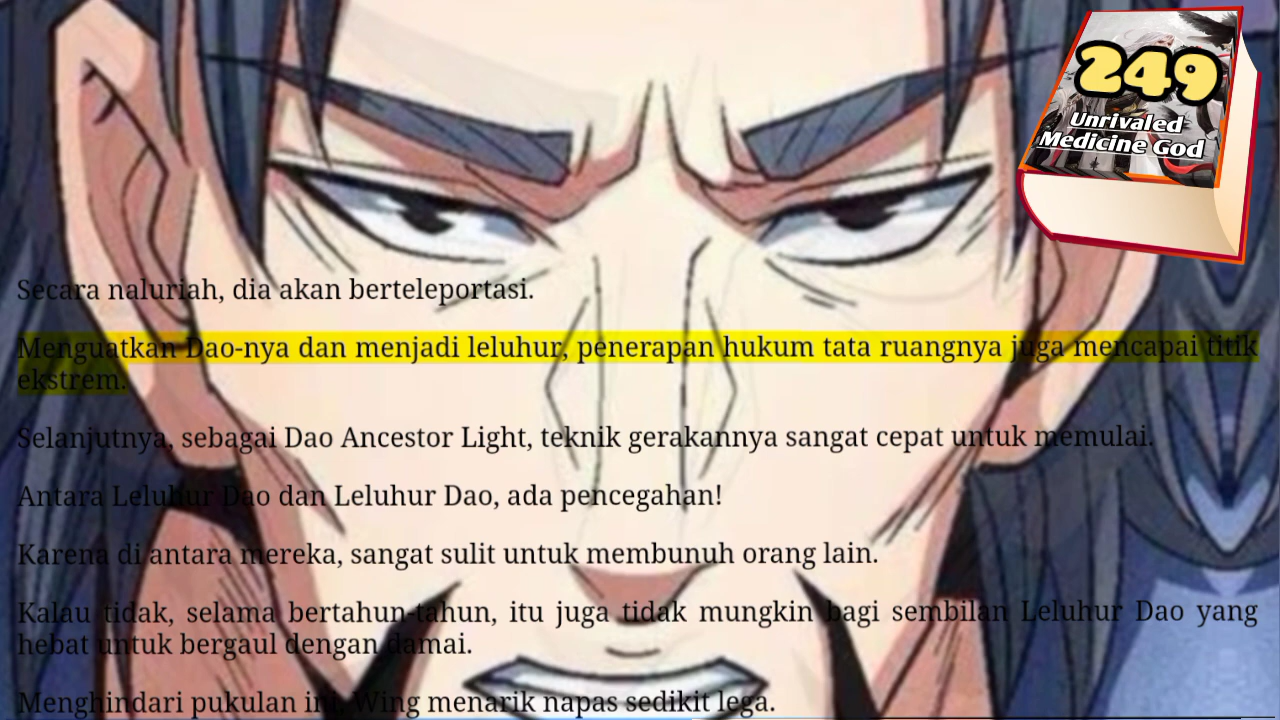 249
Unrivaled
Medicine God
Secara naluriah, dia akan berteleportasi.
Menguatkan Dao-nya dan menjadi leluhur, penerapan hukum tata ruangnya juga mencapai titik
ekstrem.
Selanjutnya, sebagai Dao Ancestor Light, teknik gerakannya sangat cepat untuk memulai.
Antara Leluhur Dao dan Leluhur Dao, ada pencegahan!
Karena di antara mereka, sangat sulit untuk membunuh orang lain.
Kalau tidak, selama bertahun-tahun, itu juga tidak mungkin bagi sembilan Leluhur Dao yang
hebat untuk bergaul dengan damai.
Menghindari pukulan ini, Wing menarik napas sedikit lega.